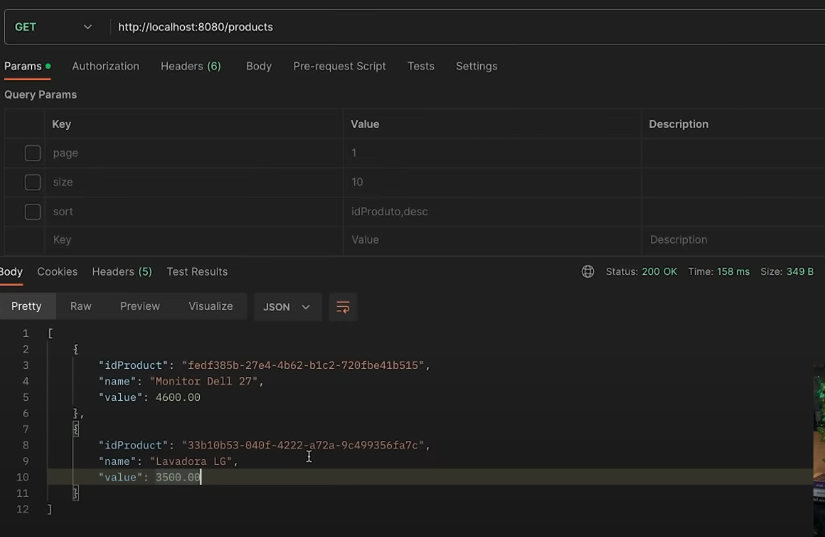 GET http://localhost:8080/products
Params Authorization Headers (6) Body Pre-request Script Tests Settings
Query Params
Key Value Description
page 1
size 10
sort idProduto,desc
Key Value Description
Body Cookies Headers (5) Test Results Status: 200 OK Time: 158 ms Size: 349 B
Pretty Raw Preview Visualize JSON
1 [
2 {
3 "idProduct": "fedf385b-27e4-4b62-b1c2-720fbe41b515",
4 "name": "Monitor Dell 27",
5 "value": 4600.00
6 },
7 {
8 "idProduct": "33b10b53-040f-4222-a72a-9c499356fa7c",
9 "name": "Lavadora LG",
10 "value": 3500.00
11 }
12 ]